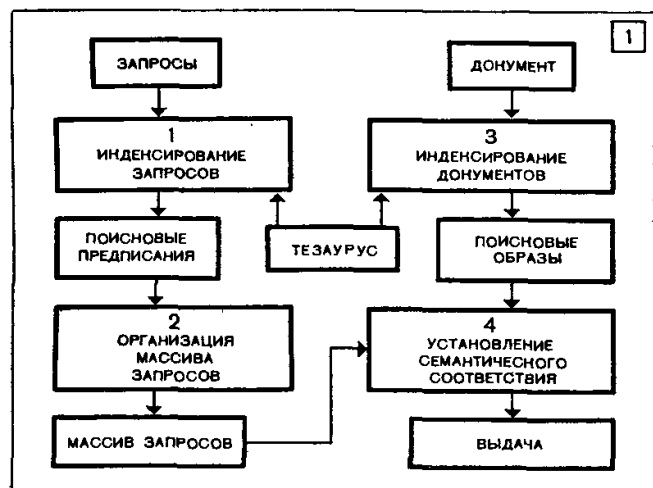 1
ЗАПРОСЫ
1
ИНДЕКСИРОВАНИЕ
ЗАПРОСОВ
ПОИСКОВЫЕ
ПРЕДПИСАНИЯ
2
ОРГАНИЗАЦИЯ
МАССИВА
ЗАПРОСОВ
МАССИВ ЗАПРОСОВ
ТЕЗАУРУС
ДОКУМЕНТ
3
ИНДЕКСИРОВАНИЕ
ДОКУМЕНТОВ
ПОИСКОВЫЕ
ОБРАЗЫ
4
УСТАНОВЛЕНИЕ
СЕМАНТИЧЕСКОГО
СООТВЕТСТВИЯ
ВЫДАЧА